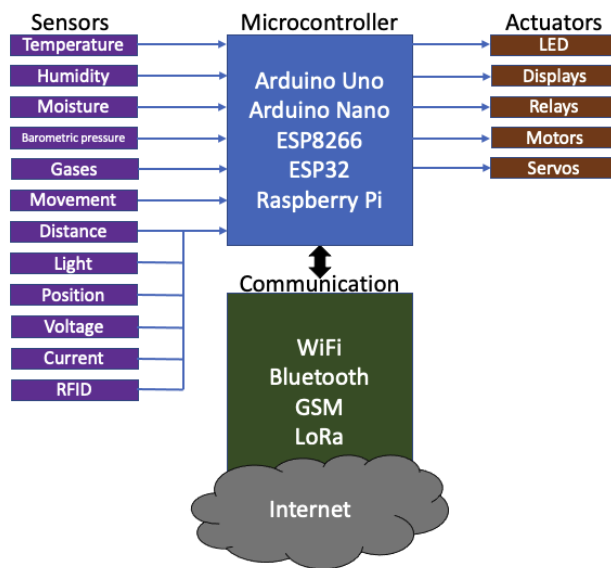 Sensors
Temperature
Humidity
Moisture
Barometric pressure
Gases
Movement
Distance
Light
Position
Voltage
Current
RFID
Microcontroller
Arduino Uno
Arduino Nano
ESP8266
ESP32
Raspberry Pi
Communication
WiFi
Bluetooth
GSM
LoRa
Internet
Actuators
LED
Displays
Relays
Motors
Servos